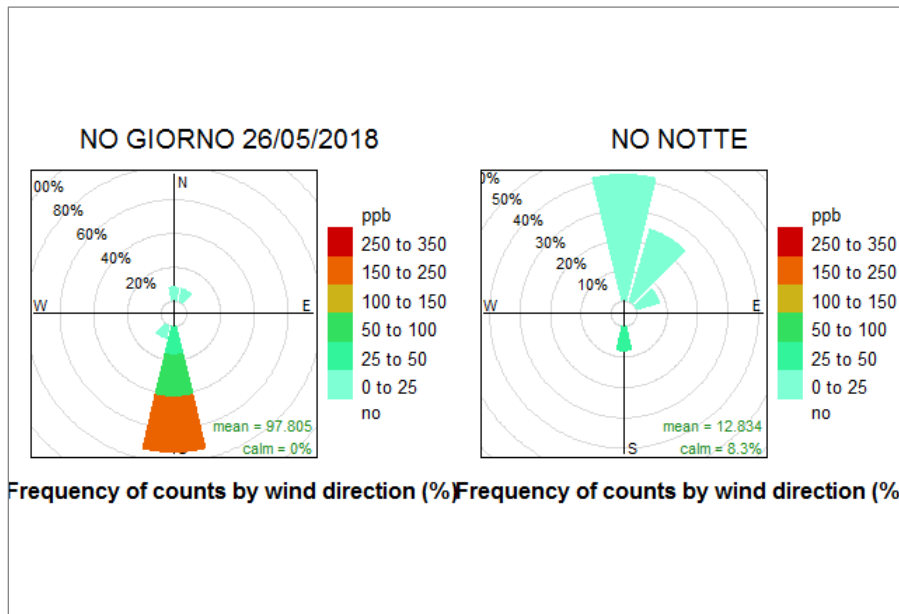 NO GIORNO 26/05/2018
00%
80%
60%
40%
20%
N
W
E
mean = 97.805
calm = 0%
ppb
250 to 350
150 to 250
100 to 150
50 to 100
25 to 50
0 to 25
no
Frequency of counts by wind direction (%)
NO NOTTE
0%
50%
40%
30%
20%
10%
W
E
S
mean = 12.834
calm = 8.3%
ppb
250 to 350
150 to 250
100 to 150
50 to 100
25 to 50
0 to 25
no
Frequency of counts by wind direction (%